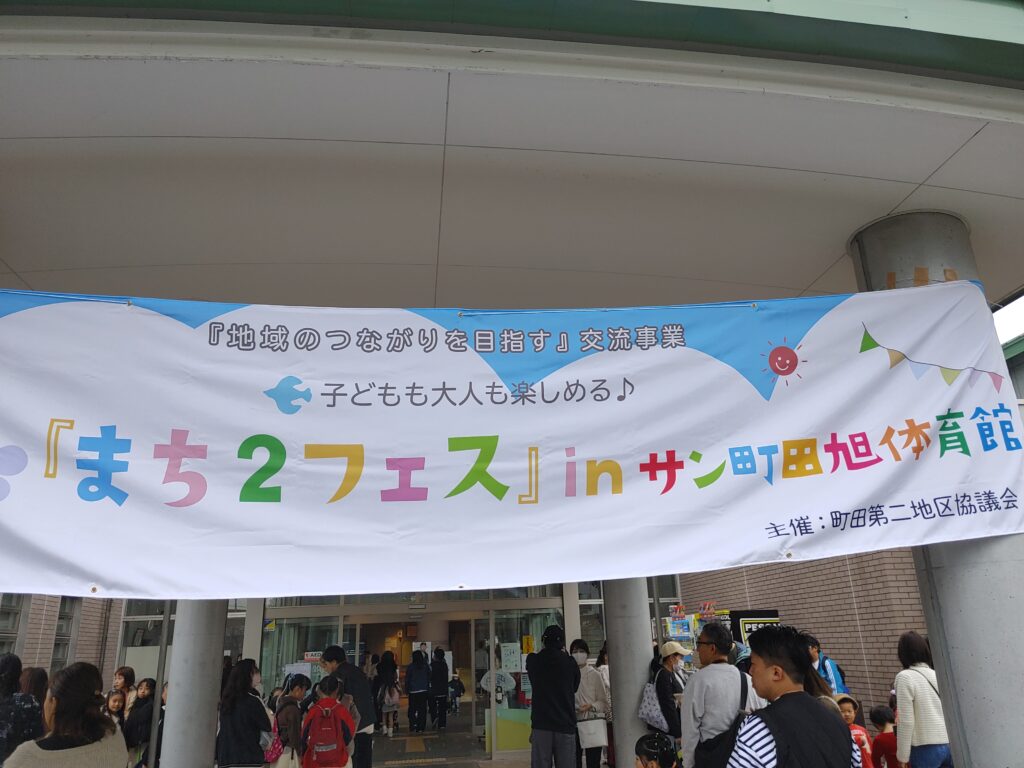 『地域のつながりを目指す』交流事業
子どもも大人も楽しめる♪
『まち2フェス』inサン町田旭体育館
主催：町田第二地区協議会